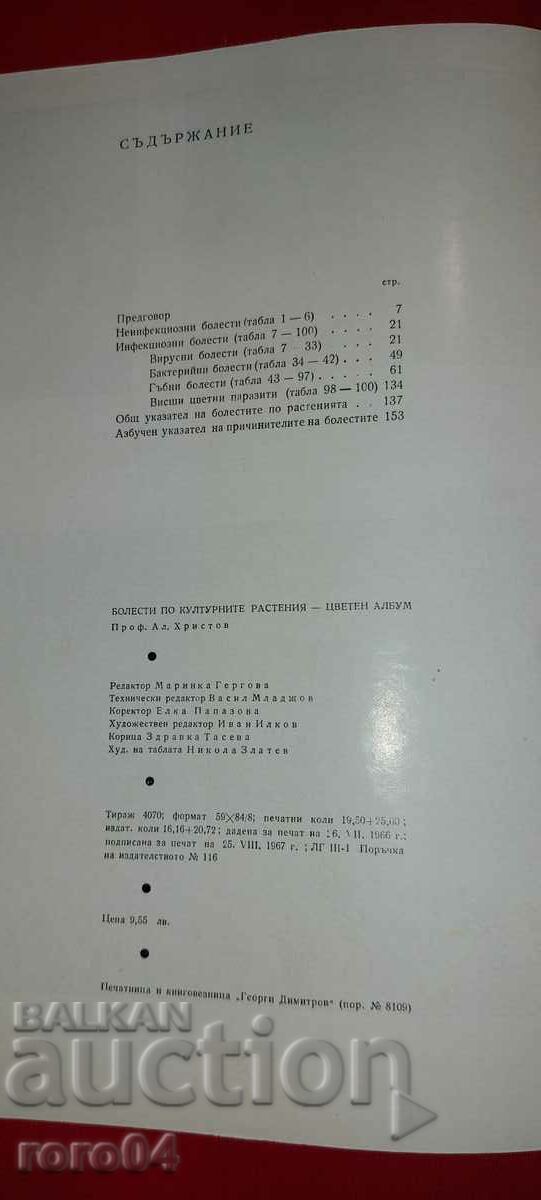 СЪДЪРЖАНИЕ
стр.
Предговор
Неинфекциозни болести (табла 1 — 6) . . . . 7
Инфекциозни болести (табла 7 — 100) . . . . 21
Вирусни болести (табла 7 — 33) . . . . 21
Бактерийни болести (табла 34 — 42) . . . . 49
Гъбни болести (табла 43 — 97) . . . . . 61
Висши цветни паразити (табла 98 — 100) 134
Общ указател на болестите по растенията . . 137
Азбучен указател на причинителите на болестите 153
БОЛЕСТИ ПО КУЛТУРНИТЕ РАСТЕНИЯ — ЦВЕТЕН АЛБУМ
Проф. Ал. Христов
Редактор Маринка Гергова
Технически редактор Васил Младжов
Коректор Елка Папазова
Художествен редактор Иван Илков
Корица Здравка Тасева
Худ. на таблата Никола Златев
Тираж 4070; формат 59×84/8; печатни коли 19,50+25,00;
издат. коли 16,16+20,72; дадена за печат на 26. VII. 1966 г.;
подписана за печат на 25. VIII. 1967 г.; ЛГ III-1 Поръчка
на издателството № 116
Цена 9,55 лв.
Печатница и книговезница „Георги Димитров“ (пор. № 8109)
BALKAN
auction
roro04